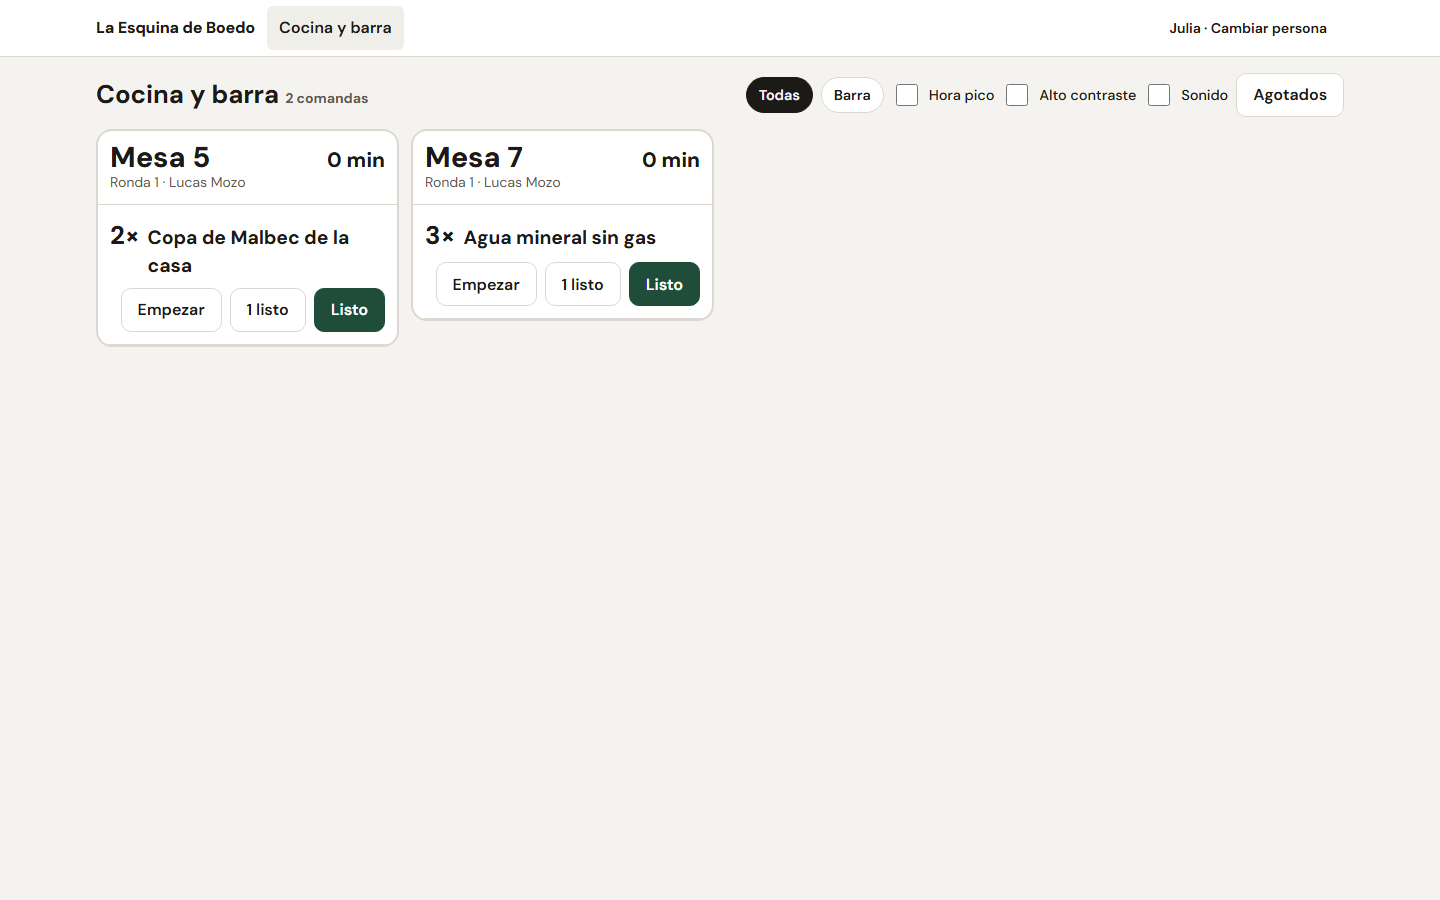 La Esquina de Boedo
Cocina y barra
Julia · Cambiar persona
Cocina y barra 2 comandas
Todas
Barra
Hora pico
Alto contraste
Sonido
Agotados
Mesa 5
0 min
Ronda 1 · Lucas Mozo
2× Copa de Malbec de la
casa
Empezar
1 listo
Listo
Mesa 7
0 min
Ronda 1 · Lucas Mozo
3× Agua mineral sin gas
Empezar
1 listo
Listo